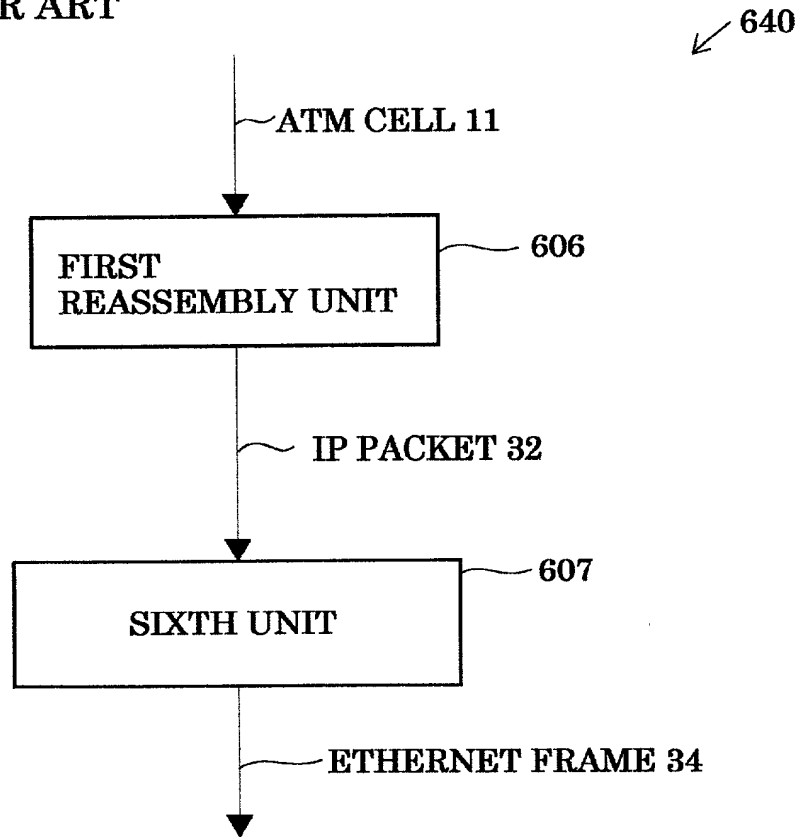 R ART
640
ATM CELL 11
606
FIRST
REASSEMBLY UNIT
IP PACKET 32
607
SIXTH UNIT
ETHERNET FRAME 34